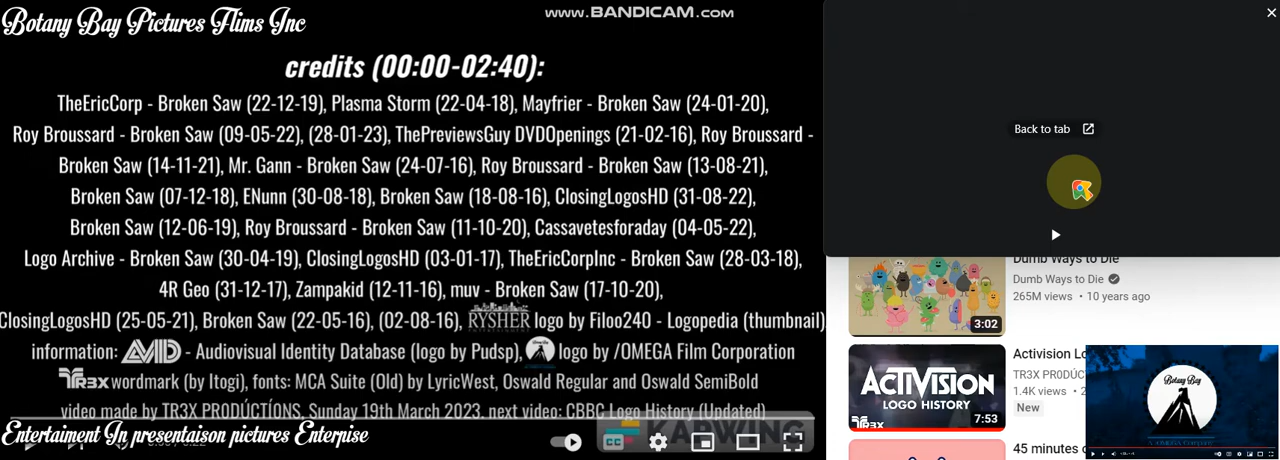 Botany Bay Pictures Flims Inc
www.BANDICAM.com
credits (00:00-02:40):
TheEricCorp - Broken Saw (22-12-19), Plasma Storm (22-04-18), Mayfrier - Broken Saw (24-01-20),
Roy Broussard - Broken Saw (09-05-22), (28-01-23), ThePreviewsGuy DVDOpenings (21-02-16), Roy Broussard -
Broken Saw (14-11-21), Mr. Gann - Broken Saw (24-07-16), Roy Broussard - Broken Saw (13-08-21),
Broken Saw (07-12-18), ENunn (30-08-18), Broken Saw (18-08-16), ClosingLogosHD (31-08-22),
Broken Saw (12-06-19), Roy Broussard - Broken Saw (11-10-20), Cassavetesforaday (04-05-22),
Logo Archive - Broken Saw (30-04-19), ClosingLogosHD (03-01-17), TheEricCorpInc - Broken Saw (28-03-18),
4R Geo (31-12-17), Zampakid (12-11-16), muv - Broken Saw (17-10-20),
ClosingLogosHD (25-05-21), Broken Saw (22-05-16), (02-08-16), RYSHER logo by Filoo240 - Logopedia (thumbnail)
information: AVID - Audiovisual Identity Database (logo by Pudsp), logo by /OMEGA Film Corporation
TR3X wordmark (by Itogi), fonts: MCA Suite (Old) by LyricWest, Oswald Regular and Oswald SemiBold
video made by TR3X PR0DÚCTÍONS, Sunday 19th March 2023, next video: CBBC Logo History (Updated)
Entertaiment In presentaison pictures Enterpise
KAPWING
CC
Back to tab
Dumb Ways to Die
Dumb Ways to Die
265M views • 10 years ago
3:02
Activision Lo
TR3X PR0DÚC
1.4K views • 2
New
ACTIVISION
LOGO HISTORY
TR3X
7:53
45 minutes o
Botany Bay